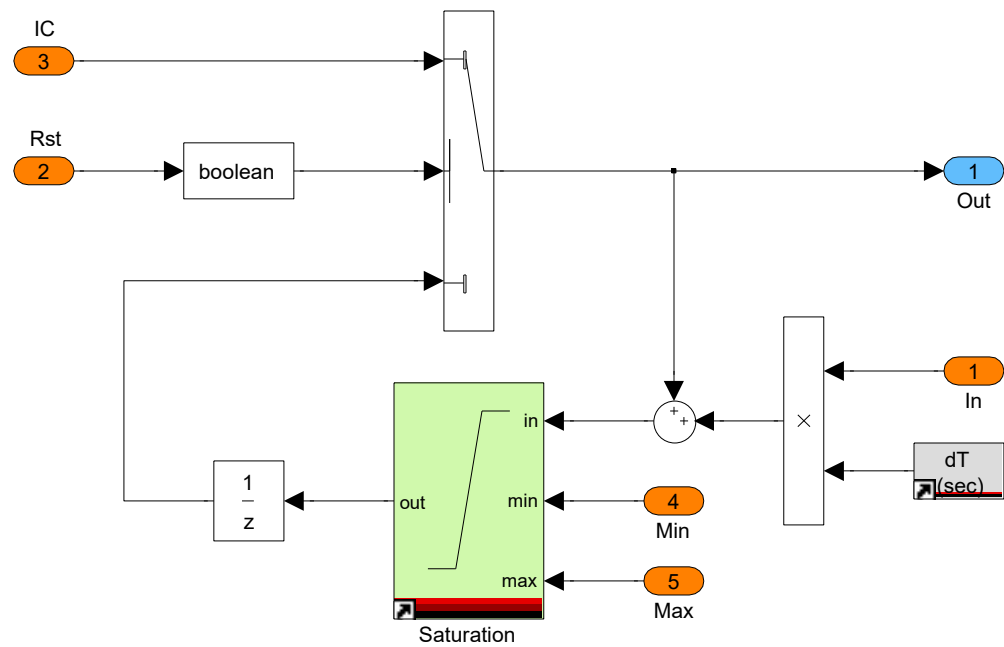 IC
3
Rst
2
boolean
1
Out
1
In
dT
(sec)
in
+
+
×
min
4
Min
out
max
5
Max
1
z
Saturation